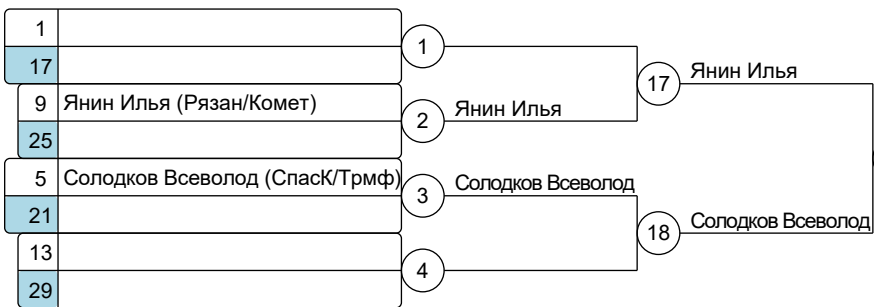 1
17
1
9 Янин Илья (Рязан/Комет)
25
2
Янин Илья
17
Янин Илья
5 Солодков Всеволод (СпасК/Трмф)
21
3
Солодков Всеволод
18
Солодков Всеволод
13
29
4